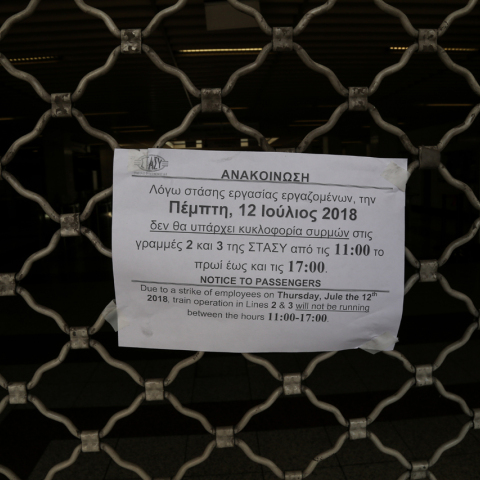 ΣΤΑΣΥ
ΑΝΑΚΟΙΝΩΣΗ
Λόγω στάσης εργασίας εργαζομένων, την
Πέμπτη, 12 Ιούλιος 2018
δεν θα υπάρχει κυκλοφορία συρμών στις
γραμμές 2 και 3 της ΣΤΑΣΥ από τις 11:00 το
πρωί έως και τις 17:00.
NOTICE TO PASSENGERS
Due to a strike of employees on Thursday, Jule the 12th
2018, train operation in Lines 2 & 3 will not be running
between the hours 11:00-17:00.